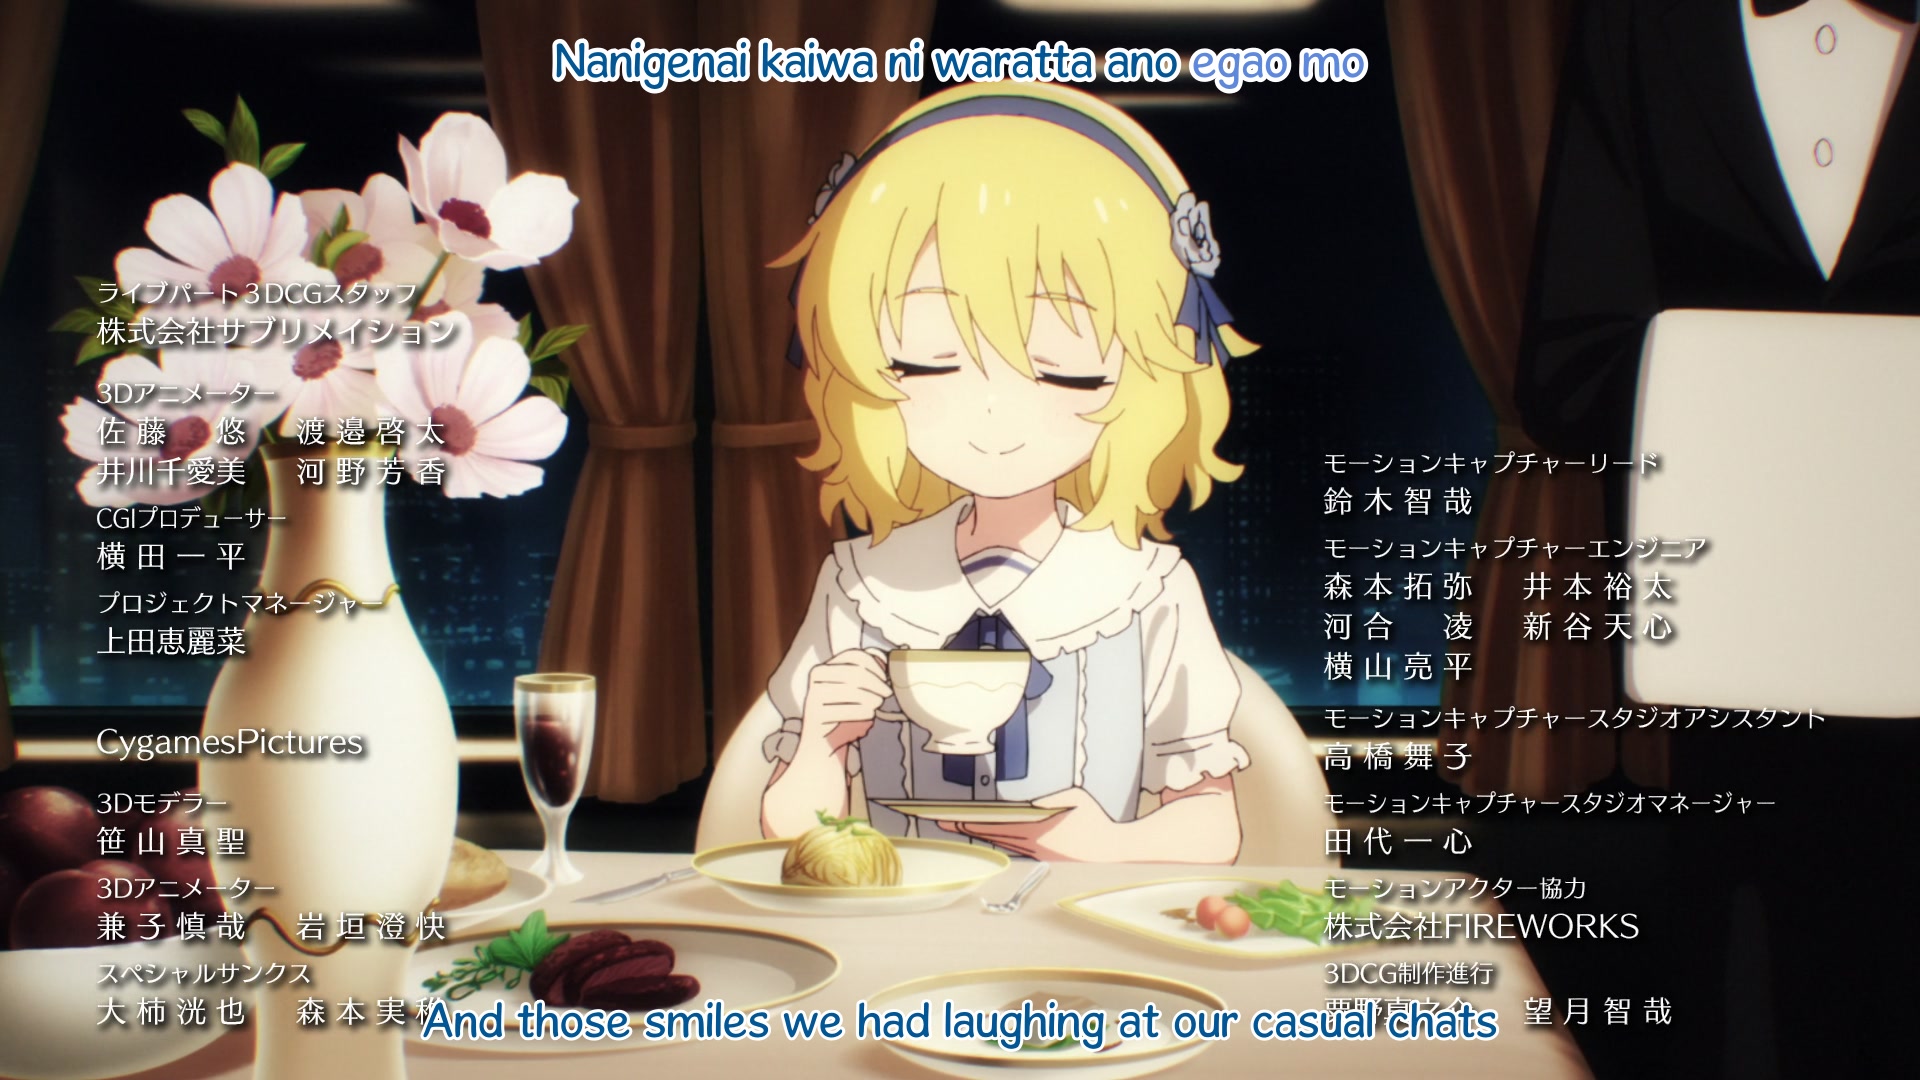 Nanigenai kaiwa ni waratta ano egao mo
ライブパート3DCGスタッフ
株式会社サブリメイション
3Dアニメーター
佐藤 悠 渡邉啓太
井川千愛美 河野芳香
CGIプロデューサー
横田一平
プロジェクトマネージャー
上田恵麗菜
CygamesPictures
3Dモデラー
笹山真聖
3Dアニメーター
兼子慎哉 岩垣澄快
スペシャルサンクス
大柿洸也 森本実
モーションキャプチャーリード
鈴木智哉
モーションキャプチャーエンジニア
森本拓弥 井本裕太
河合 凌 新谷天心
横山亮平
モーションキャプチャースタジオアシスタント
高橋舞子
モーションキャプチャースタジオマネージャー
田代一心
モーションアクター協力
株式会社FIREWORKS
3DCG制作進行
望月智哉
And those smiles we had laughing at our casual chats